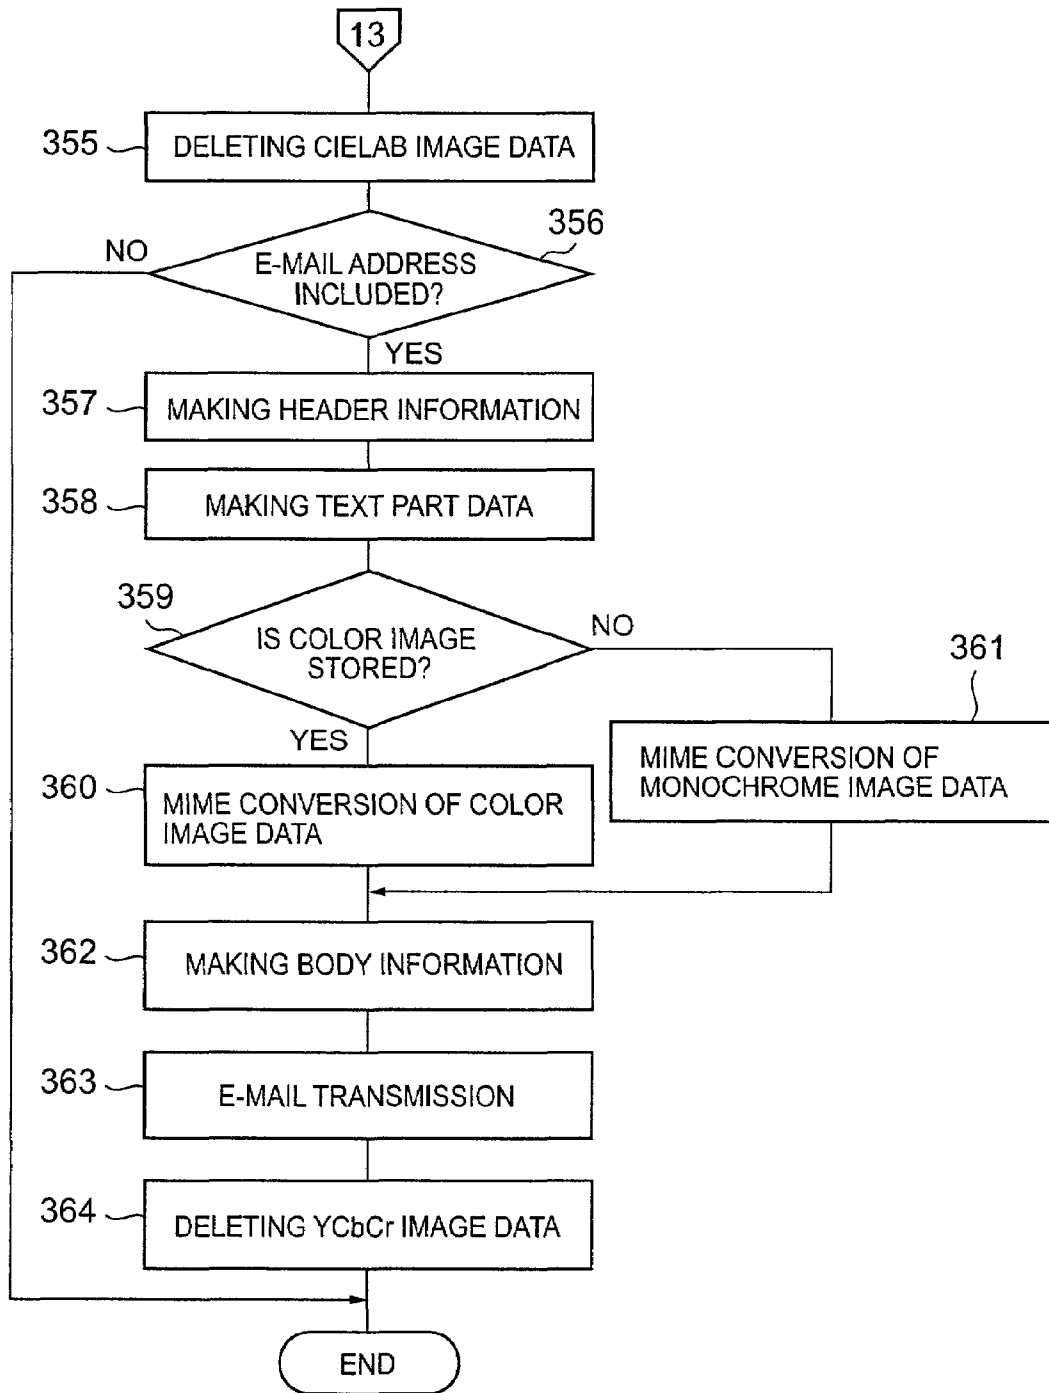 13
355
DELETING CIELAB IMAGE DATA
356
NO
E-MAIL ADDRESS
INCLUDED?
YES
357
MAKING HEADER INFORMATION
358
MAKING TEXT PART DATA
359
IS COLOR IMAGE
STORED?
NO
YES
361
MIME CONVERSION OF
MONOCHROME IMAGE DATA
360
MIME CONVERSION OF COLOR
IMAGE DATA
362
MAKING BODY INFORMATION
363
E-MAIL TRANSMISSION
364
DELETING YCbCr IMAGE DATA
END